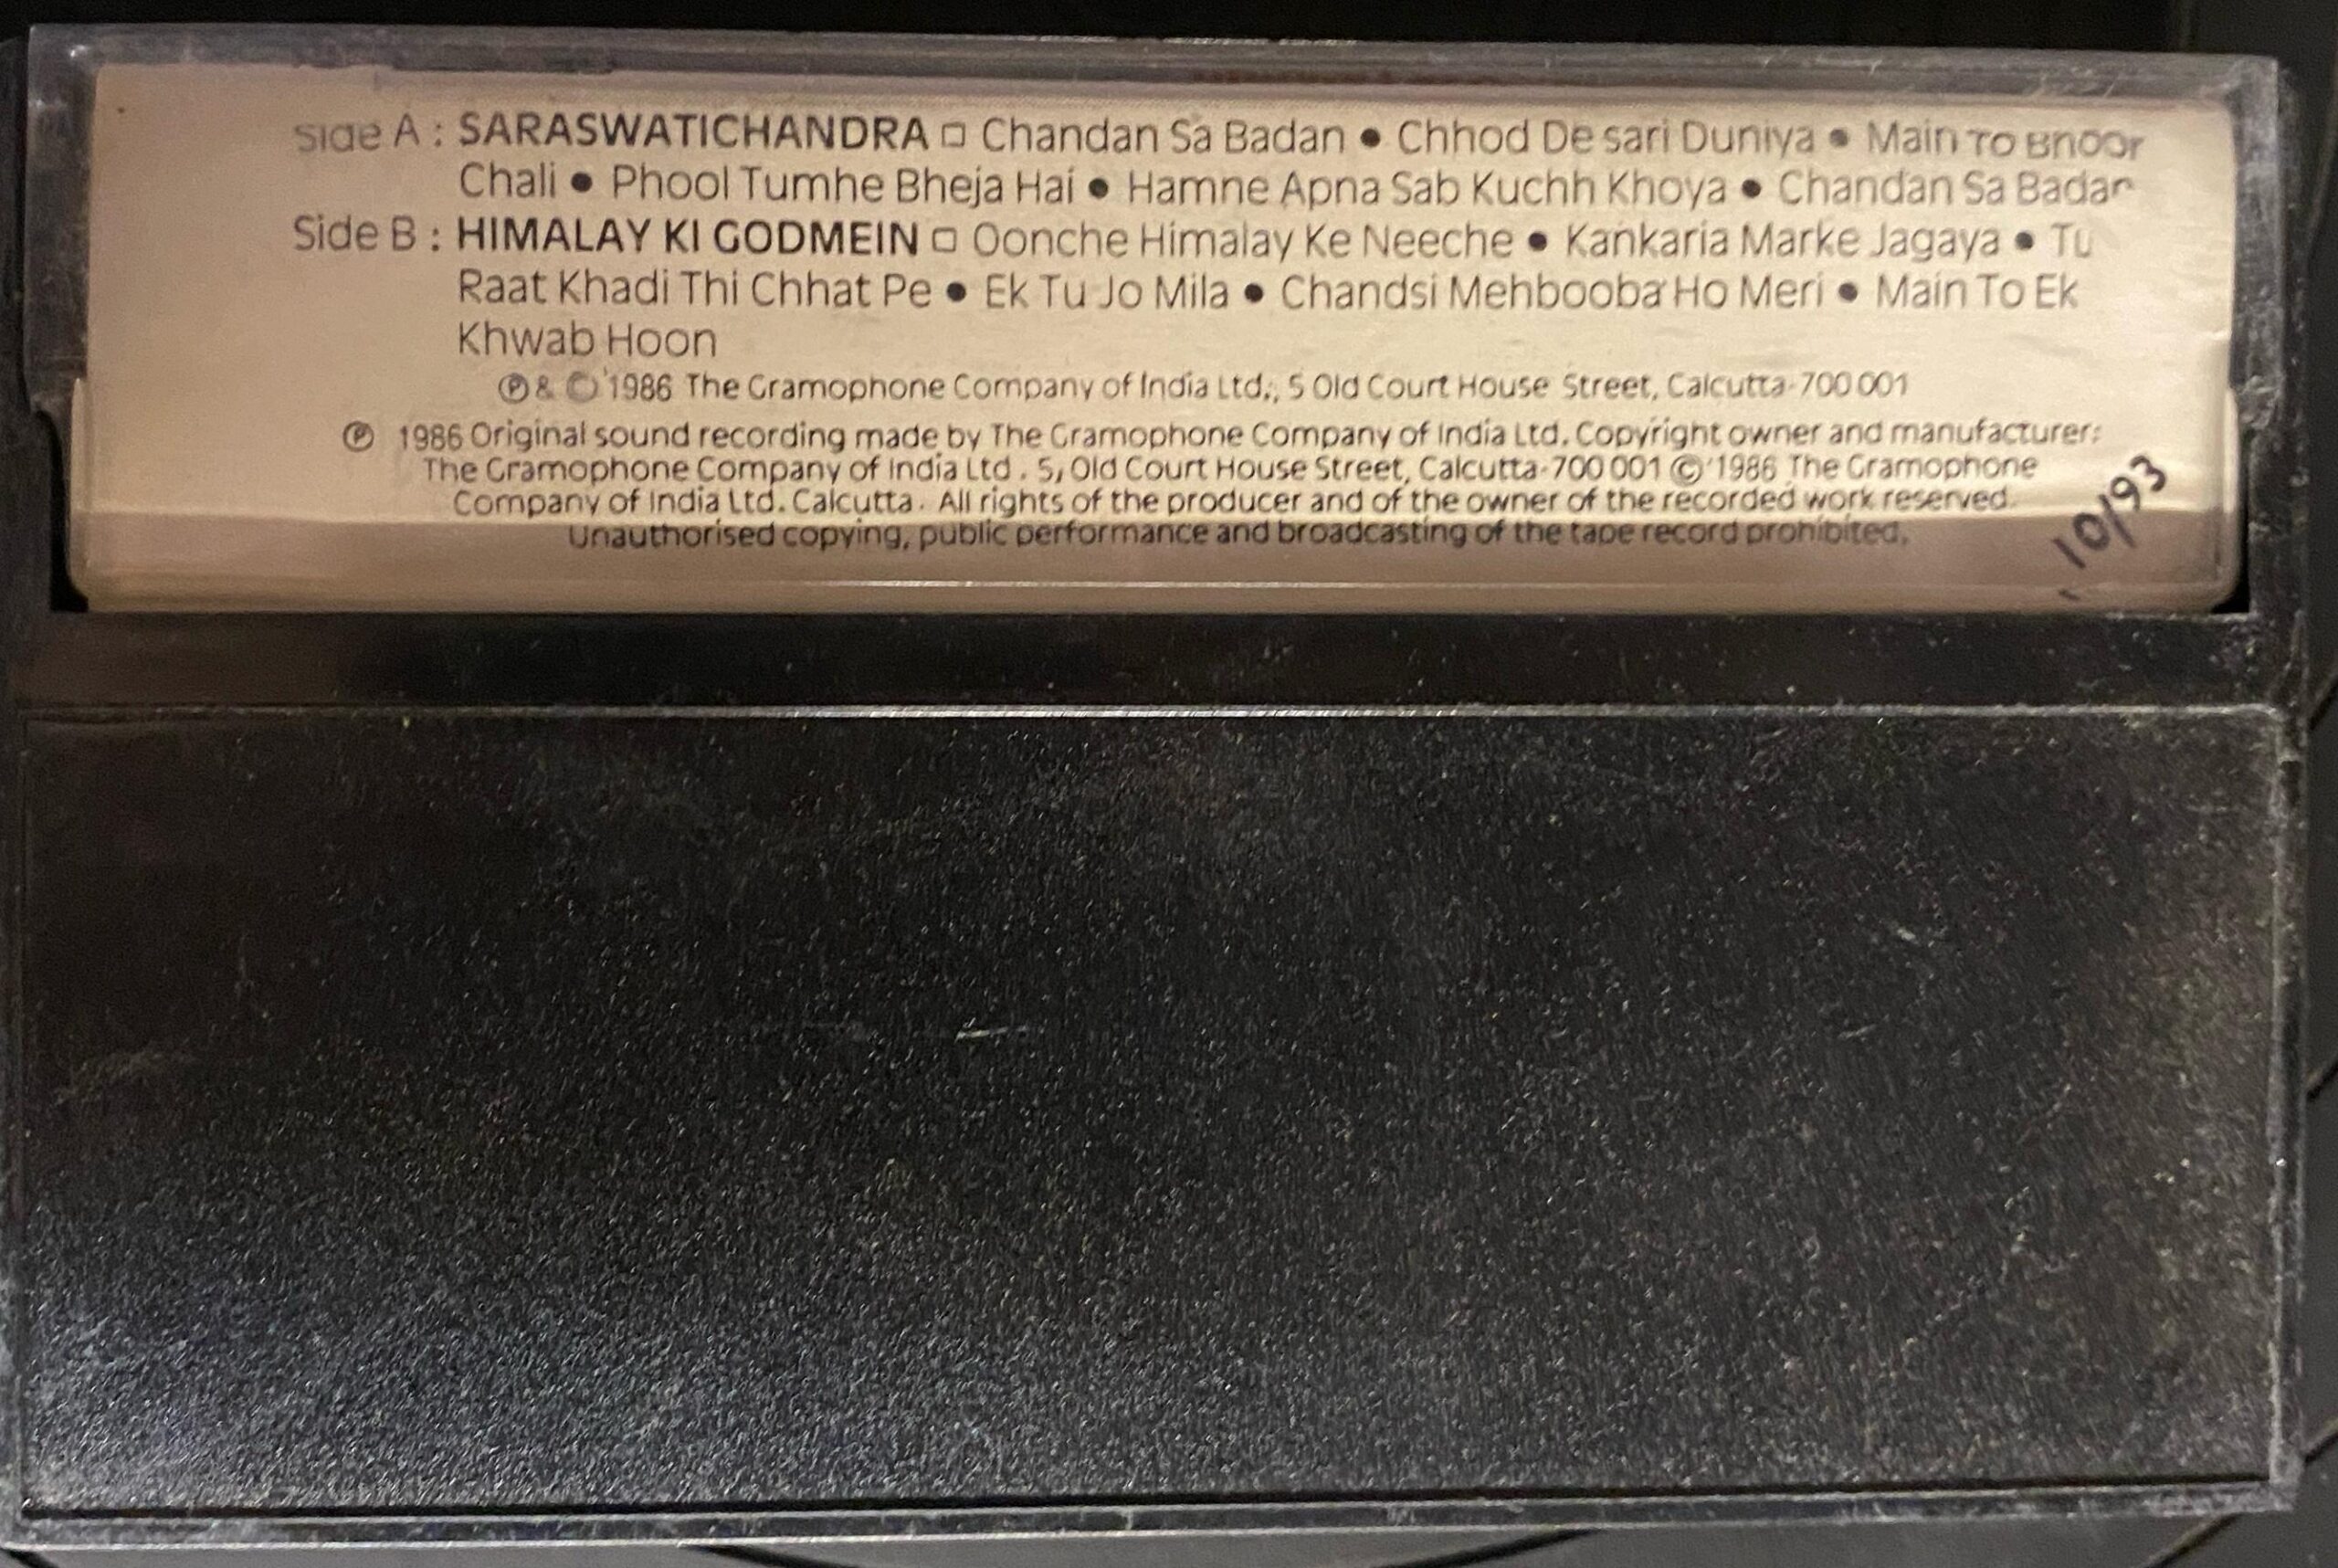 Side A : SARASWATICHANDRA □ Chandan Sa Badan ● Chhod De sari Duniya ● Main To Bhoor
Chali ● Phool Tumhe Bheja Hai ● Hamne Apna Sab Kuchh Khoya ● Chandan Sa Badan
Side B : HIMALAY KI GODMEIN □ Oonche Himalay Ke Neeche ● Kankaria Marke Jagaya ● Tu
Raat Khadi Thi Chhat Pe ● Ek Tu Jo Mila ● Chandsi Mehbooba Ho Meri ● Main To Ek
Khwab Hoon
℗ & © 1986 The Gramophone Company of India Ltd., 5 Old Court House Street, Calcutta-700 001
℗ 1986 Original sound recording made by The Gramophone Company of India Ltd. Copyright owner and manufacturer:
The Gramophone Company of India Ltd. 5, Old Court House Street, Calcutta-700 001 © 1986 The Gramophone
Company of India Ltd. Calcutta. All rights of the producer and of the owner of the recorded work reserved.
Unauthorised copying, public performance and broadcasting of the tape record prohibited.
10/93